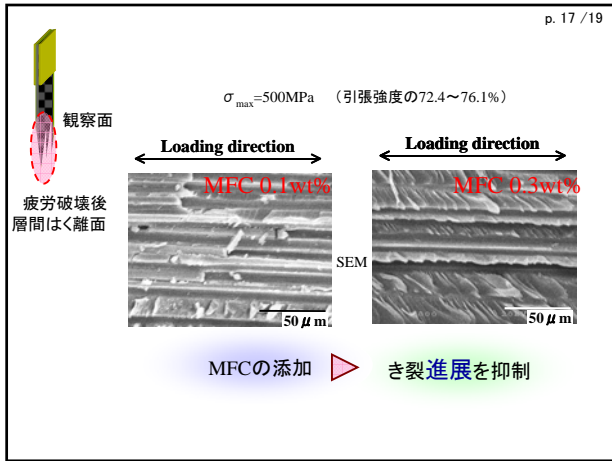 p. 17 /19
σmax=500MPa （引張強度の72.4～76.1%）
観察面
疲労破壊後
層間はく離面
Loading direction
MFC 0.1wt%
50μm
SEM
Loading direction
MFC 0.3wt%
50μm
MFCの添加
き裂進展を抑制